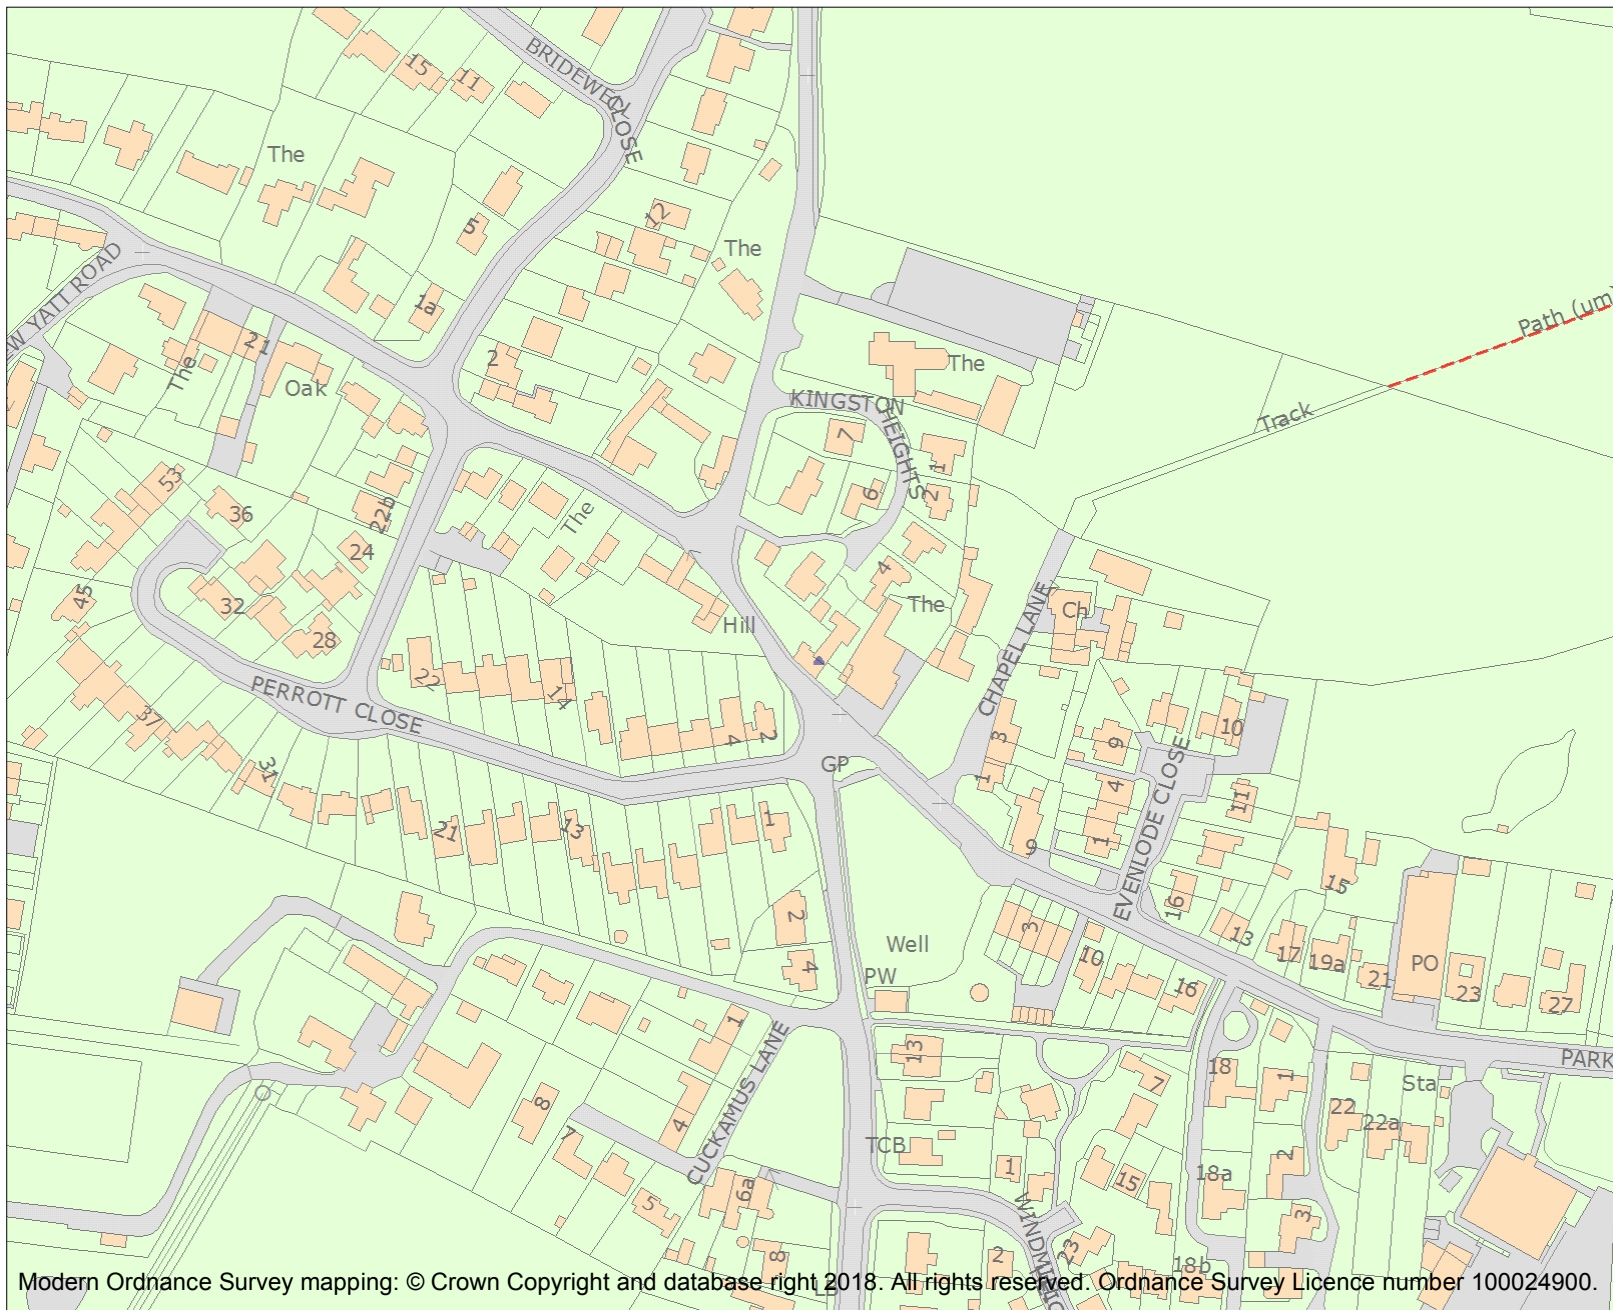 BRIDEWELL
CLOSE
15
11
The
12
5
The
EW YATT ROAD
1a
Path (um)
21
2
The
The
Oak
KINGSTON
HEIGHTS
Track
7
1
53
6
2
36
22b
The
24
4
45
32
The
Ch
28
Hill
CHAPEL LANE
22
14
PERROTT CLOSE
37
4
2
3
9
10
GP
31
1
4
EVENLODE CLOSE
11
21
13
1
9
1
15
16
2
Well
3
13
17
19a
PO
4
PW
10
16
21
23
27
1
CUCKAMUS LANE
13
PARK
7
18
1
Sta
8
4
22
22a
7
TCB
1
15
18a
2
6a
5
WINDMILL
3
8
2
23
18b
Modern Ordnance Survey mapping: © Crown Copyright and database right 2018. All rights reserved. Ordnance Survey Licence number 100024900.